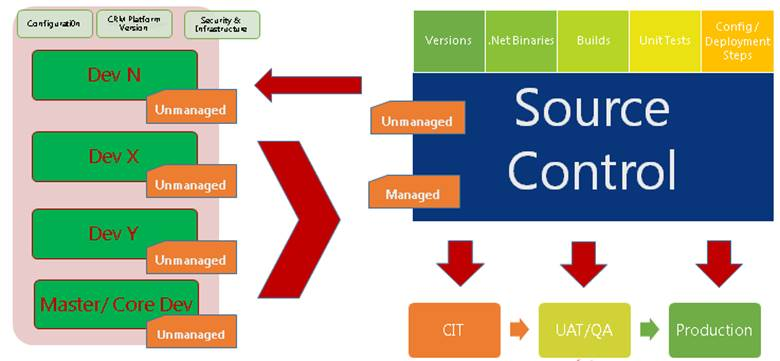 Configuration
CRM Platform
Version
Security &
Infrastructure
Dev N
Unmanaged
Dev X
Unmanaged
Dev Y
Unmanaged
Master/ Core Dev
Unmanaged
Versions
.Net Binaries
Builds
Unit Tests
Config /
Deployment
Steps
Unmanaged
Managed
Source
Control
CIT
UAT/QA
Production